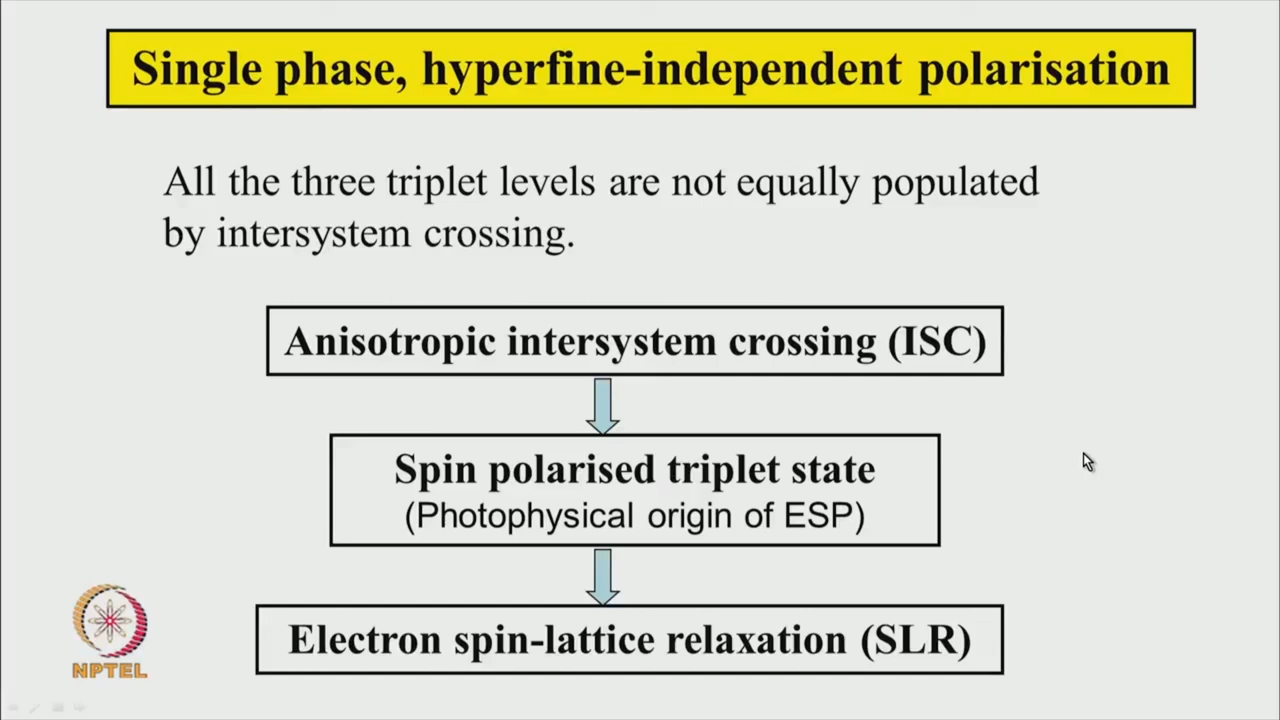 Single phase, hyperfine-independent polarisation
All the three triplet levels are not equally populated
by intersystem crossing.
Anisotropic intersystem crossing (ISC)
Spin polarised triplet state
(Photophysical origin of ESP)
Electron spin-lattice relaxation (SLR)
NPTEL